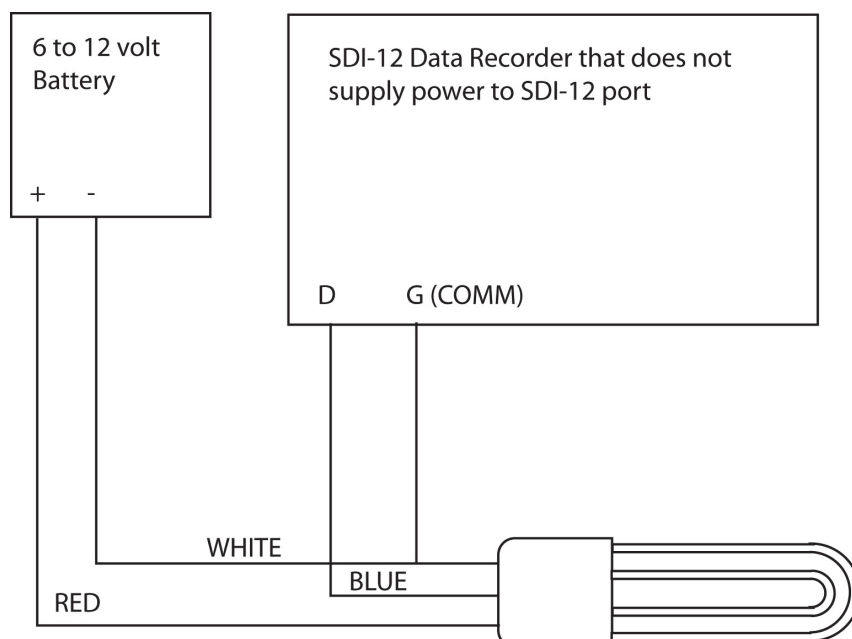 6 to 12 volt
Battery
+ -
SDI-12 Data Recorder that does not
supply power to SDI-12 port
D G (COMM)
WHITE
BLUE
RED